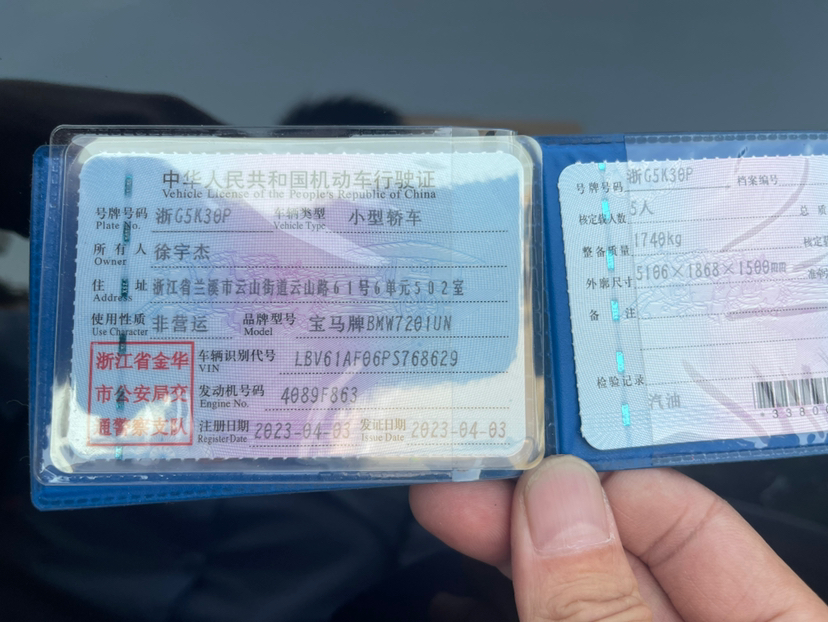 中华人民共和国机动车行驶证
Vehicle License of the People's Republic of China
号牌号码 浙G5K30P 车辆类型 小型轿车
Plate No. Vehicle Type
所有人 徐宇杰
Owner
住址 浙江省兰溪市云山街道云山路61号6单元502室
Address
使用性质 非营运 品牌型号 宝马牌BMW7201UN
Use Character Model
浙江省金华
市公安局交
通警察支队
车辆识别代号 LBV61AF06PS768629
VIN
发动机号码 4089F863
Engine No.
注册日期 2023-04-03 发证日期 2023-04-03
Register Date Issue Date
号牌号码 浙G5K30P 档案编号
核定载人数 5人 总质
整备质量 1740kg 核定
外廓尺寸 5106×1868×1500mm
备注
检验记录
汽油
*3380